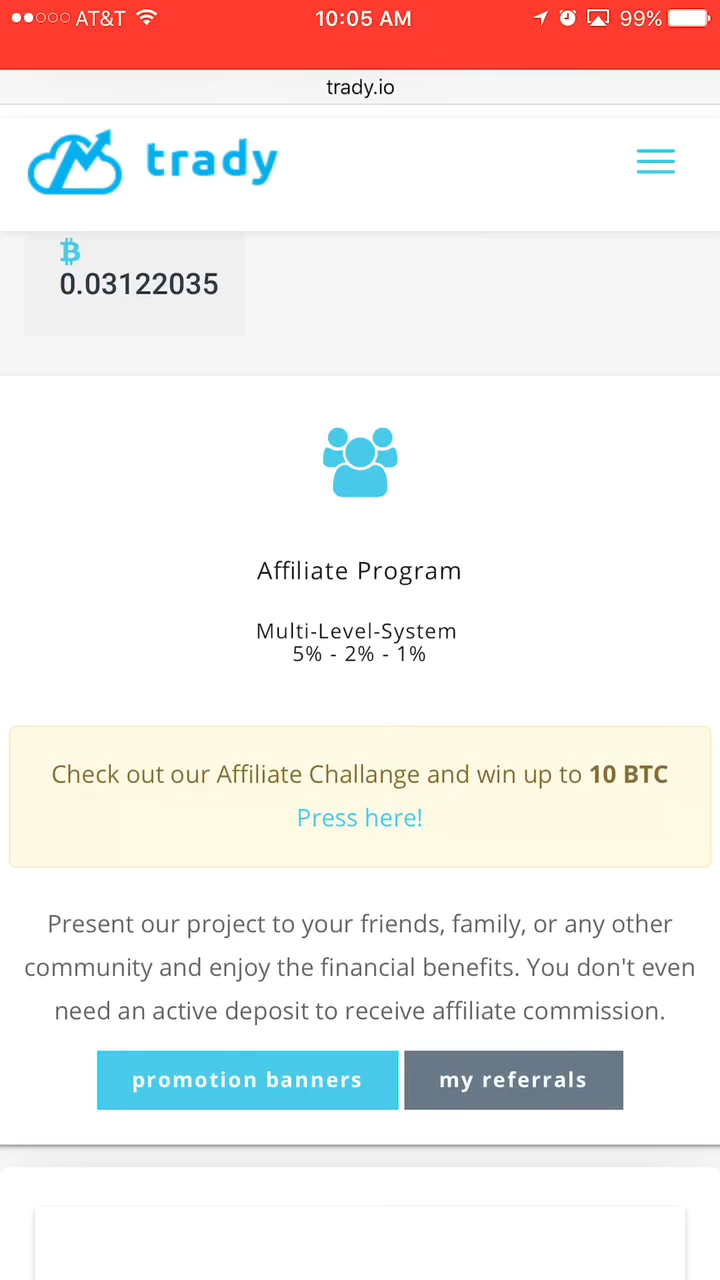 AT&T 10:05 AM 99%
trady.io
trady
0.03122035
Affiliate Program
Multi-Level-System
5% - 2% - 1%
Check out our Affiliate Challange and win up to 10 BTC
Press here!
Present our project to your friends, family, or any other
community and enjoy the financial benefits. You don't even
need an active deposit to receive affiliate commission.
promotion banners my referrals